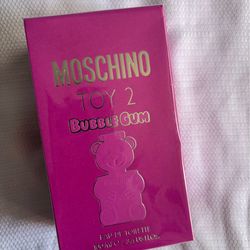 MOSCHINO
TOY 2
BUBBLE GUM
EAU DE TOILETTE